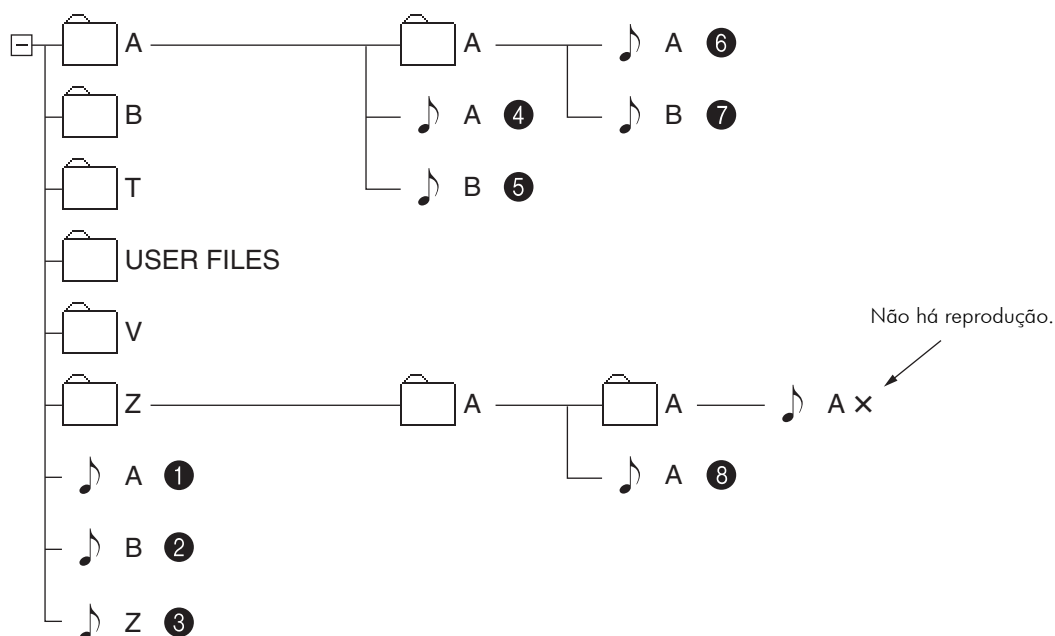 A A A 6
B A 4 B 7
T B 5
USER FILES
V
Não há reprodução.
Z A A A ×
A 1 A 8
B 2
Z 3